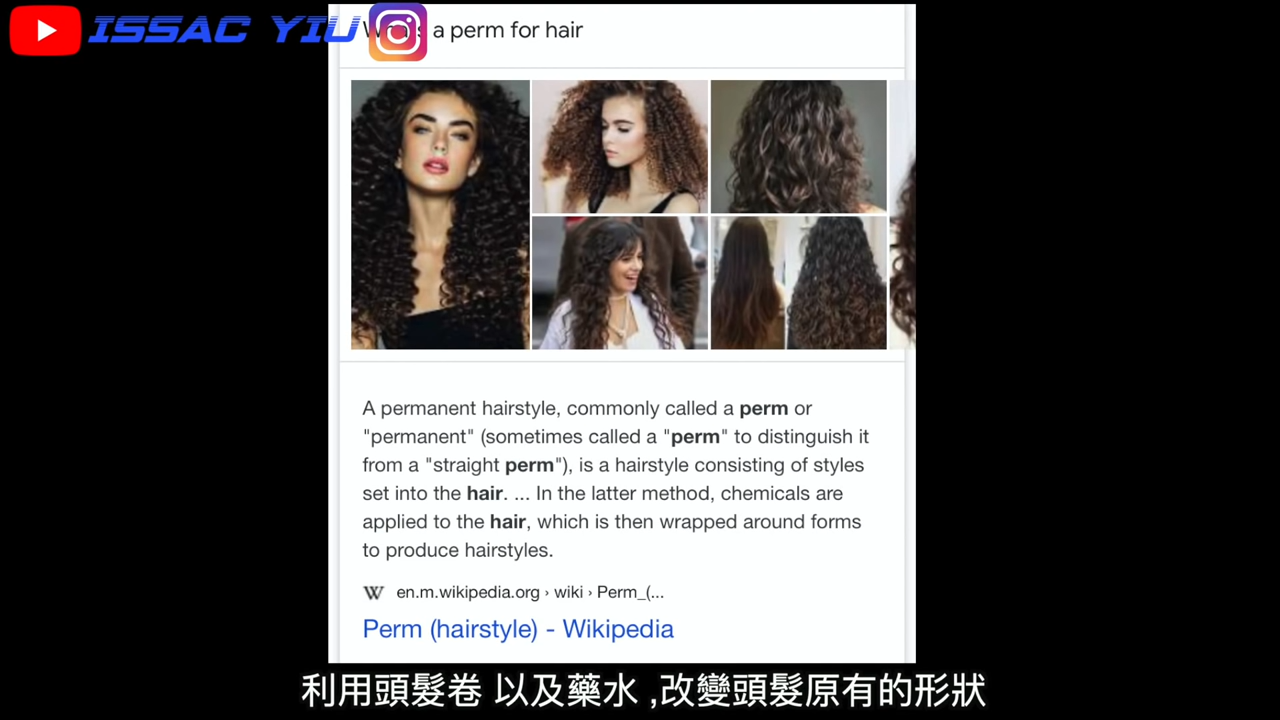 ISSAC YIU
What's a perm for hair
A permanent hairstyle, commonly called a perm or
"permanent" (sometimes called a "perm" to distinguish it
from a "straight perm"), is a hairstyle consisting of styles
set into the hair. ... In the latter method, chemicals are
applied to the hair, which is then wrapped around forms
to produce hairstyles.
W en.m.wikipedia.org › wiki › Perm_(...
Perm (hairstyle) - Wikipedia
利用頭髮卷 以及藥水 ,改變頭髮原有的形狀